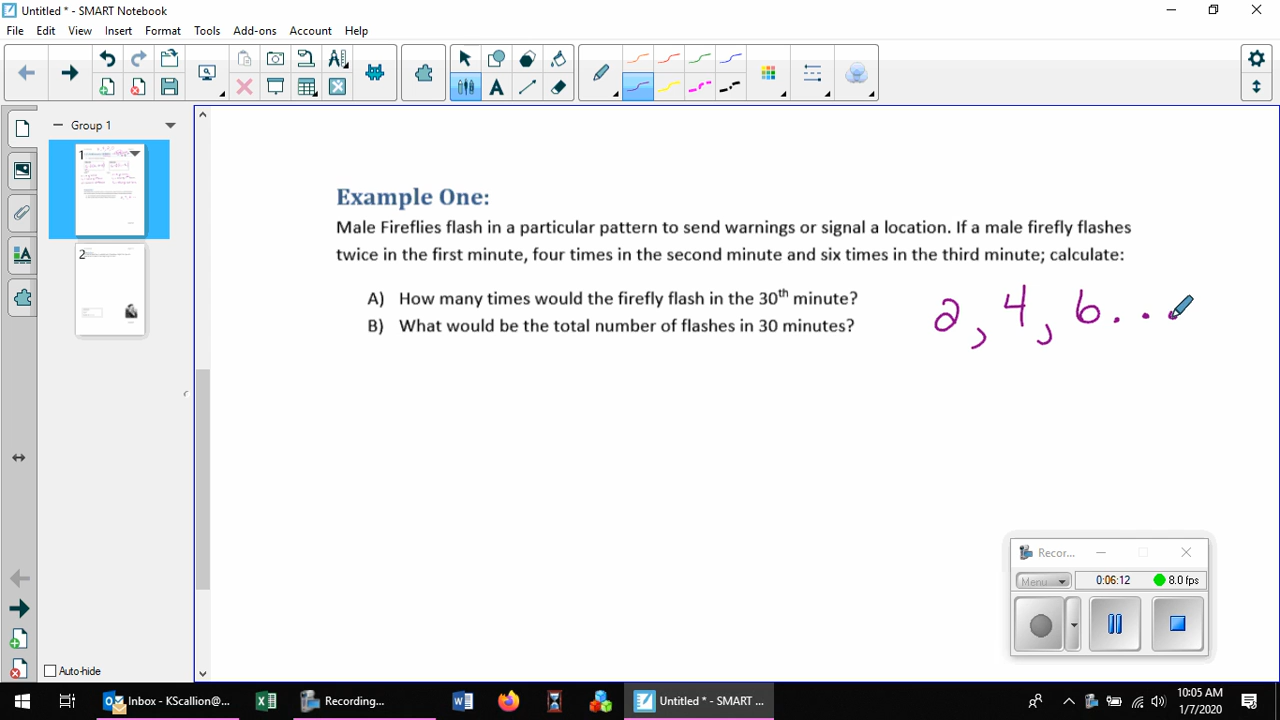 Untitled * - SMART Notebook
File Edit View Insert Format Tools Add-ons Account Help
Group 1
1
2
Example One:
Male Fireflies flash in a particular pattern to send warnings or signal a location. If a male firefly flashes
twice in the first minute, four times in the second minute and six times in the third minute; calculate:
A) How many times would the firefly flash in the 30th minute?
B) What would be the total number of flashes in 30 minutes?
2, 4, 6...
Recor...
Menu 0:06:12 8.0 fps
Auto-hide
Inbox - KScallion@... Recording... Untitled * - SMART ...
10:05 AM
1/7/2020